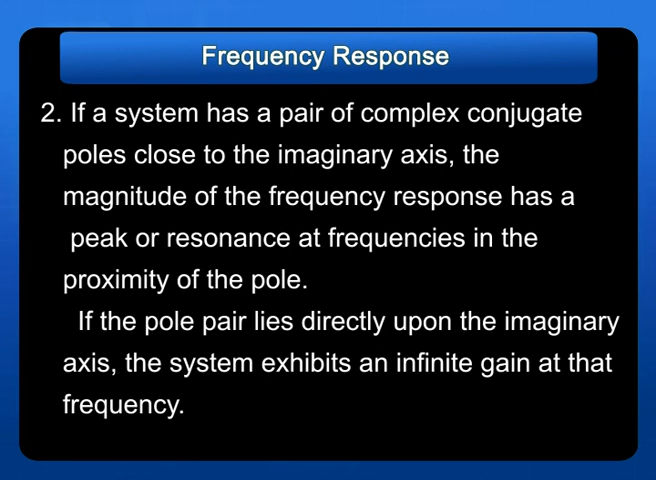 Frequency Response
2. If a system has a pair of complex conjugate
poles close to the imaginary axis, the
magnitude of the frequency response has a
peak or resonance at frequencies in the
proximity of the pole.
If the pole pair lies directly upon the imaginary
axis, the system exhibits an infinite gain at that
frequency.